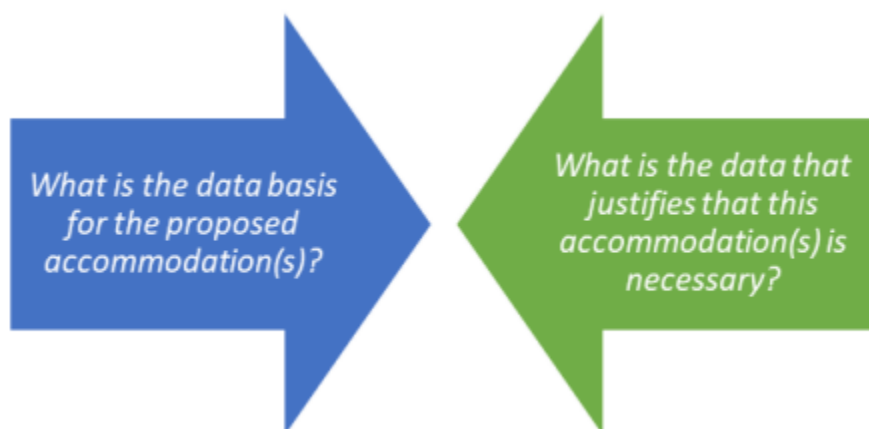 What is the data basis
for the proposed
accommodation(s)?
What is the data that
justifies that this
accommodation(s) is
necessary?